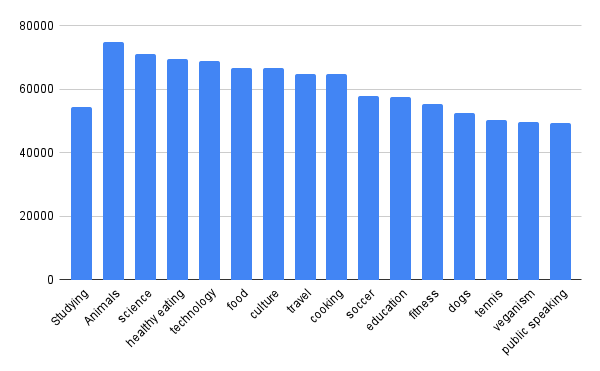 80000
60000
40000
20000
0
Studying
Animals
science
healthy eating
technology
food
culture
travel
cooking
soccer
education
fitness
dogs
tennis
veganism
public speaking